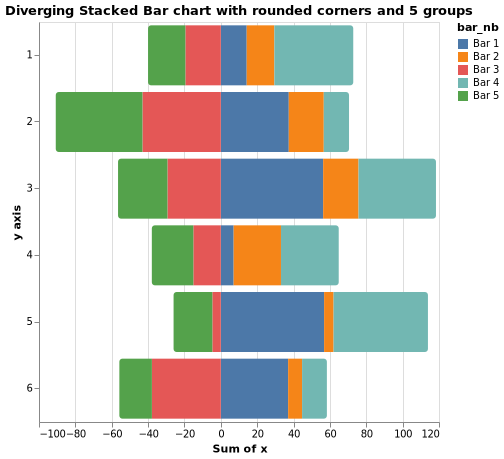 Diverging Stacked Bar chart with rounded corners and 5 groups
bar_nb
Bar 1
Bar 2
Bar 3
Bar 4
Bar 5
y axis
1
2
3
4
5
6
−100 −80 −60 −40 −20 0 20 40 60 80 100 120
Sum of x